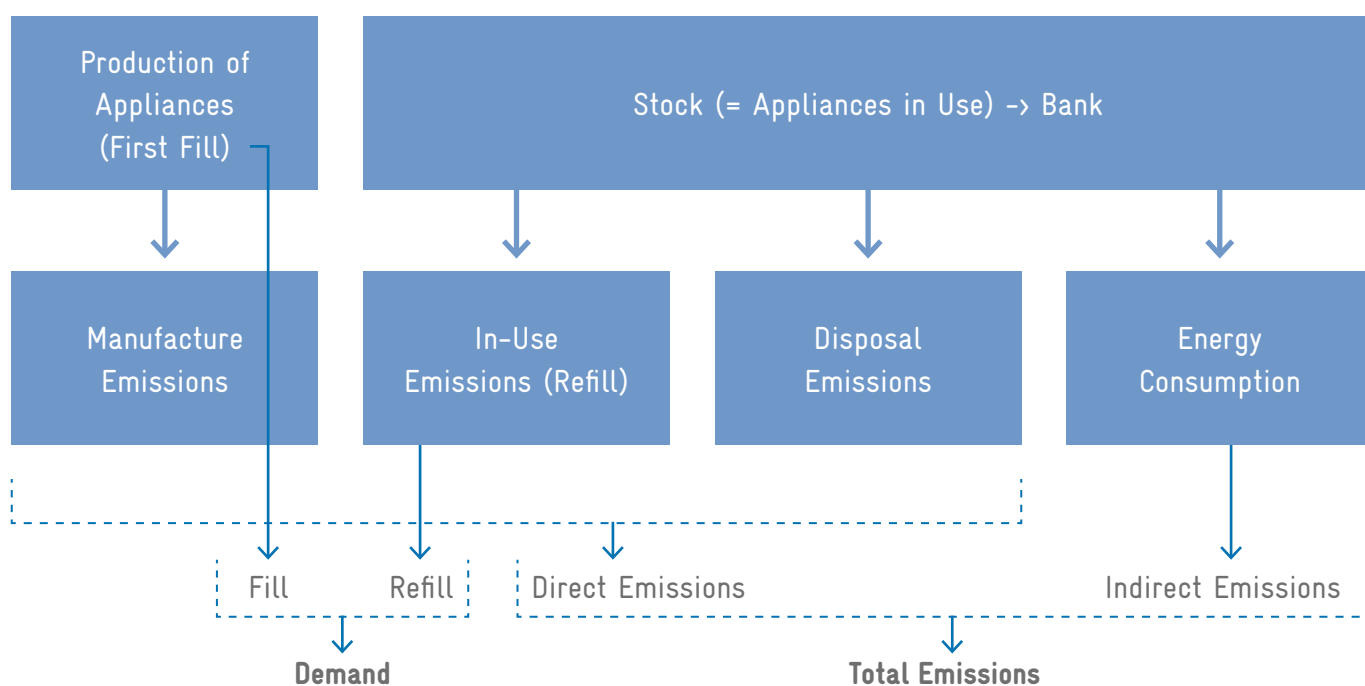 Production of
Appliances
(First Fill)
Stock (= Appliances in Use) -> Bank
Manufacture
Emissions
In-Use
Emissions (Refill)
Disposal
Emissions
Energy
Consumption
Fill
Refill
Direct Emissions
Indirect Emissions
Demand
Total Emissions